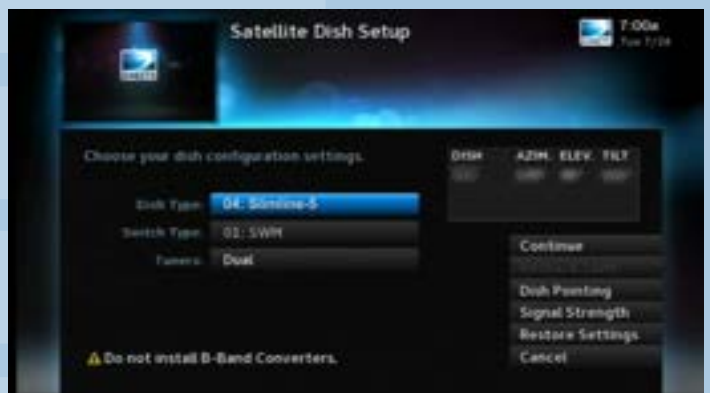 Satellite Dish Setup
7:00a
Choose your dish configuration settings.
DISH AZIM. ELEV. TILT
Dish Type: 04: Slimline-5
Switch Type: 01: SWM
Tuners: Dual
Continue
Dish Pointing
Signal Strength
Restore Settings
Cancel
Do not install B-Band Converters.